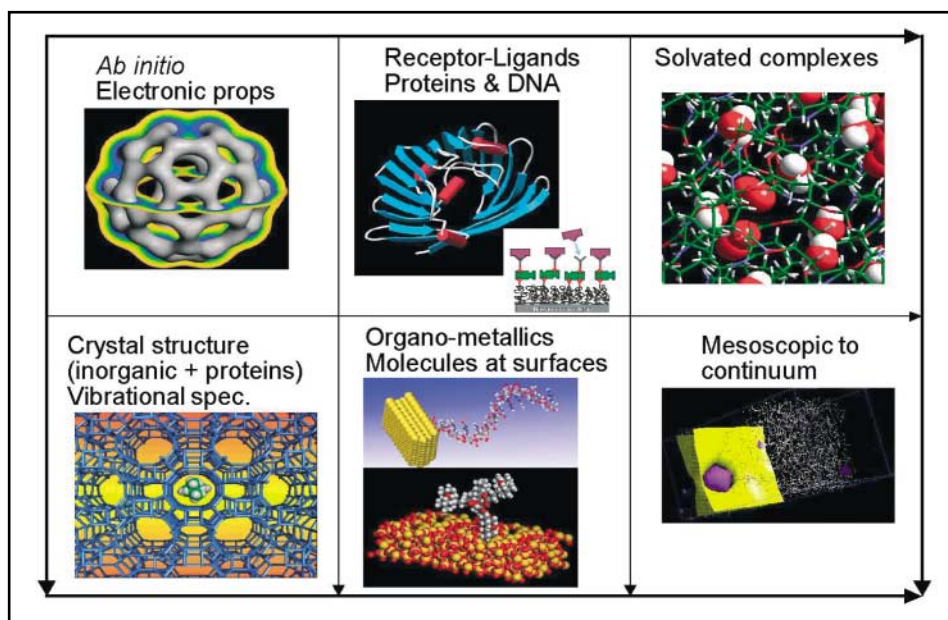 Ab initio
Electronic props
Receptor-Ligands
Proteins & DNA
Solvated complexes
Crystal structure
(inorganic + proteins)
Vibrational spec.
Organo-metallics
Molecules at surfaces
Mesoscopic to
continuum